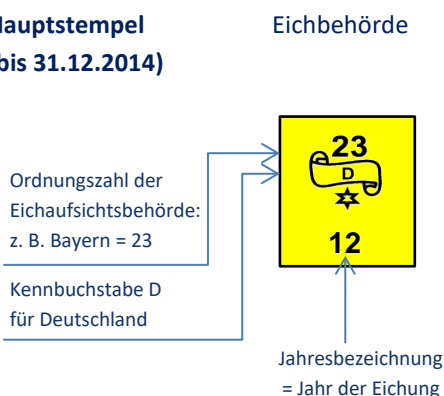 Hauptstempel
bis 31.12.2014)
Eichbehörde
23
D
12
Ordnungszahl der
Eichaufsichtsbehörde:
z. B. Bayern = 23
Kennbuchstabe D
für Deutschland
Jahresbezeichnung
= Jahr der Eichung